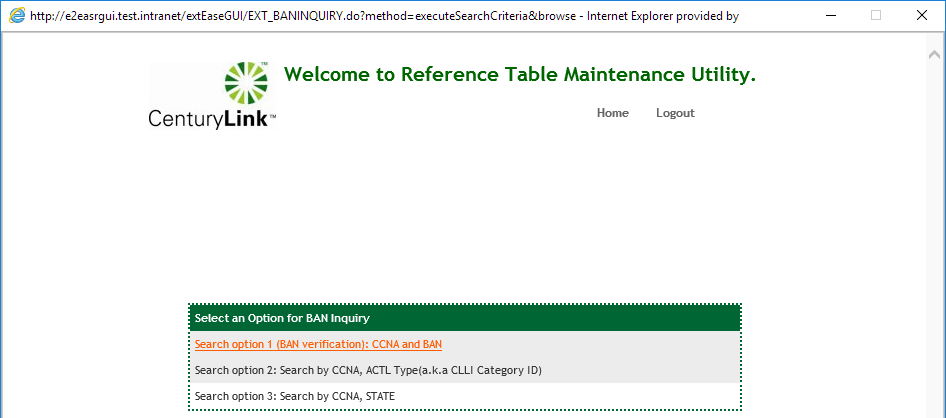 http://e2easrgui.test.intranet/extEaseGUI/EXT_BANINQUIRY.do?method=executeSearchCriteria&browse - Internet Explorer provided by
Welcome to Reference Table Maintenance Utility.
CenturyLink™
Home Logout
Select an Option for BAN Inquiry
Search option 1 (BAN verification): CCNA and BAN
Search option 2: Search by CCNA, ACTL Type(a.k.a CLLI Category ID)
Search option 3: Search by CCNA, STATE